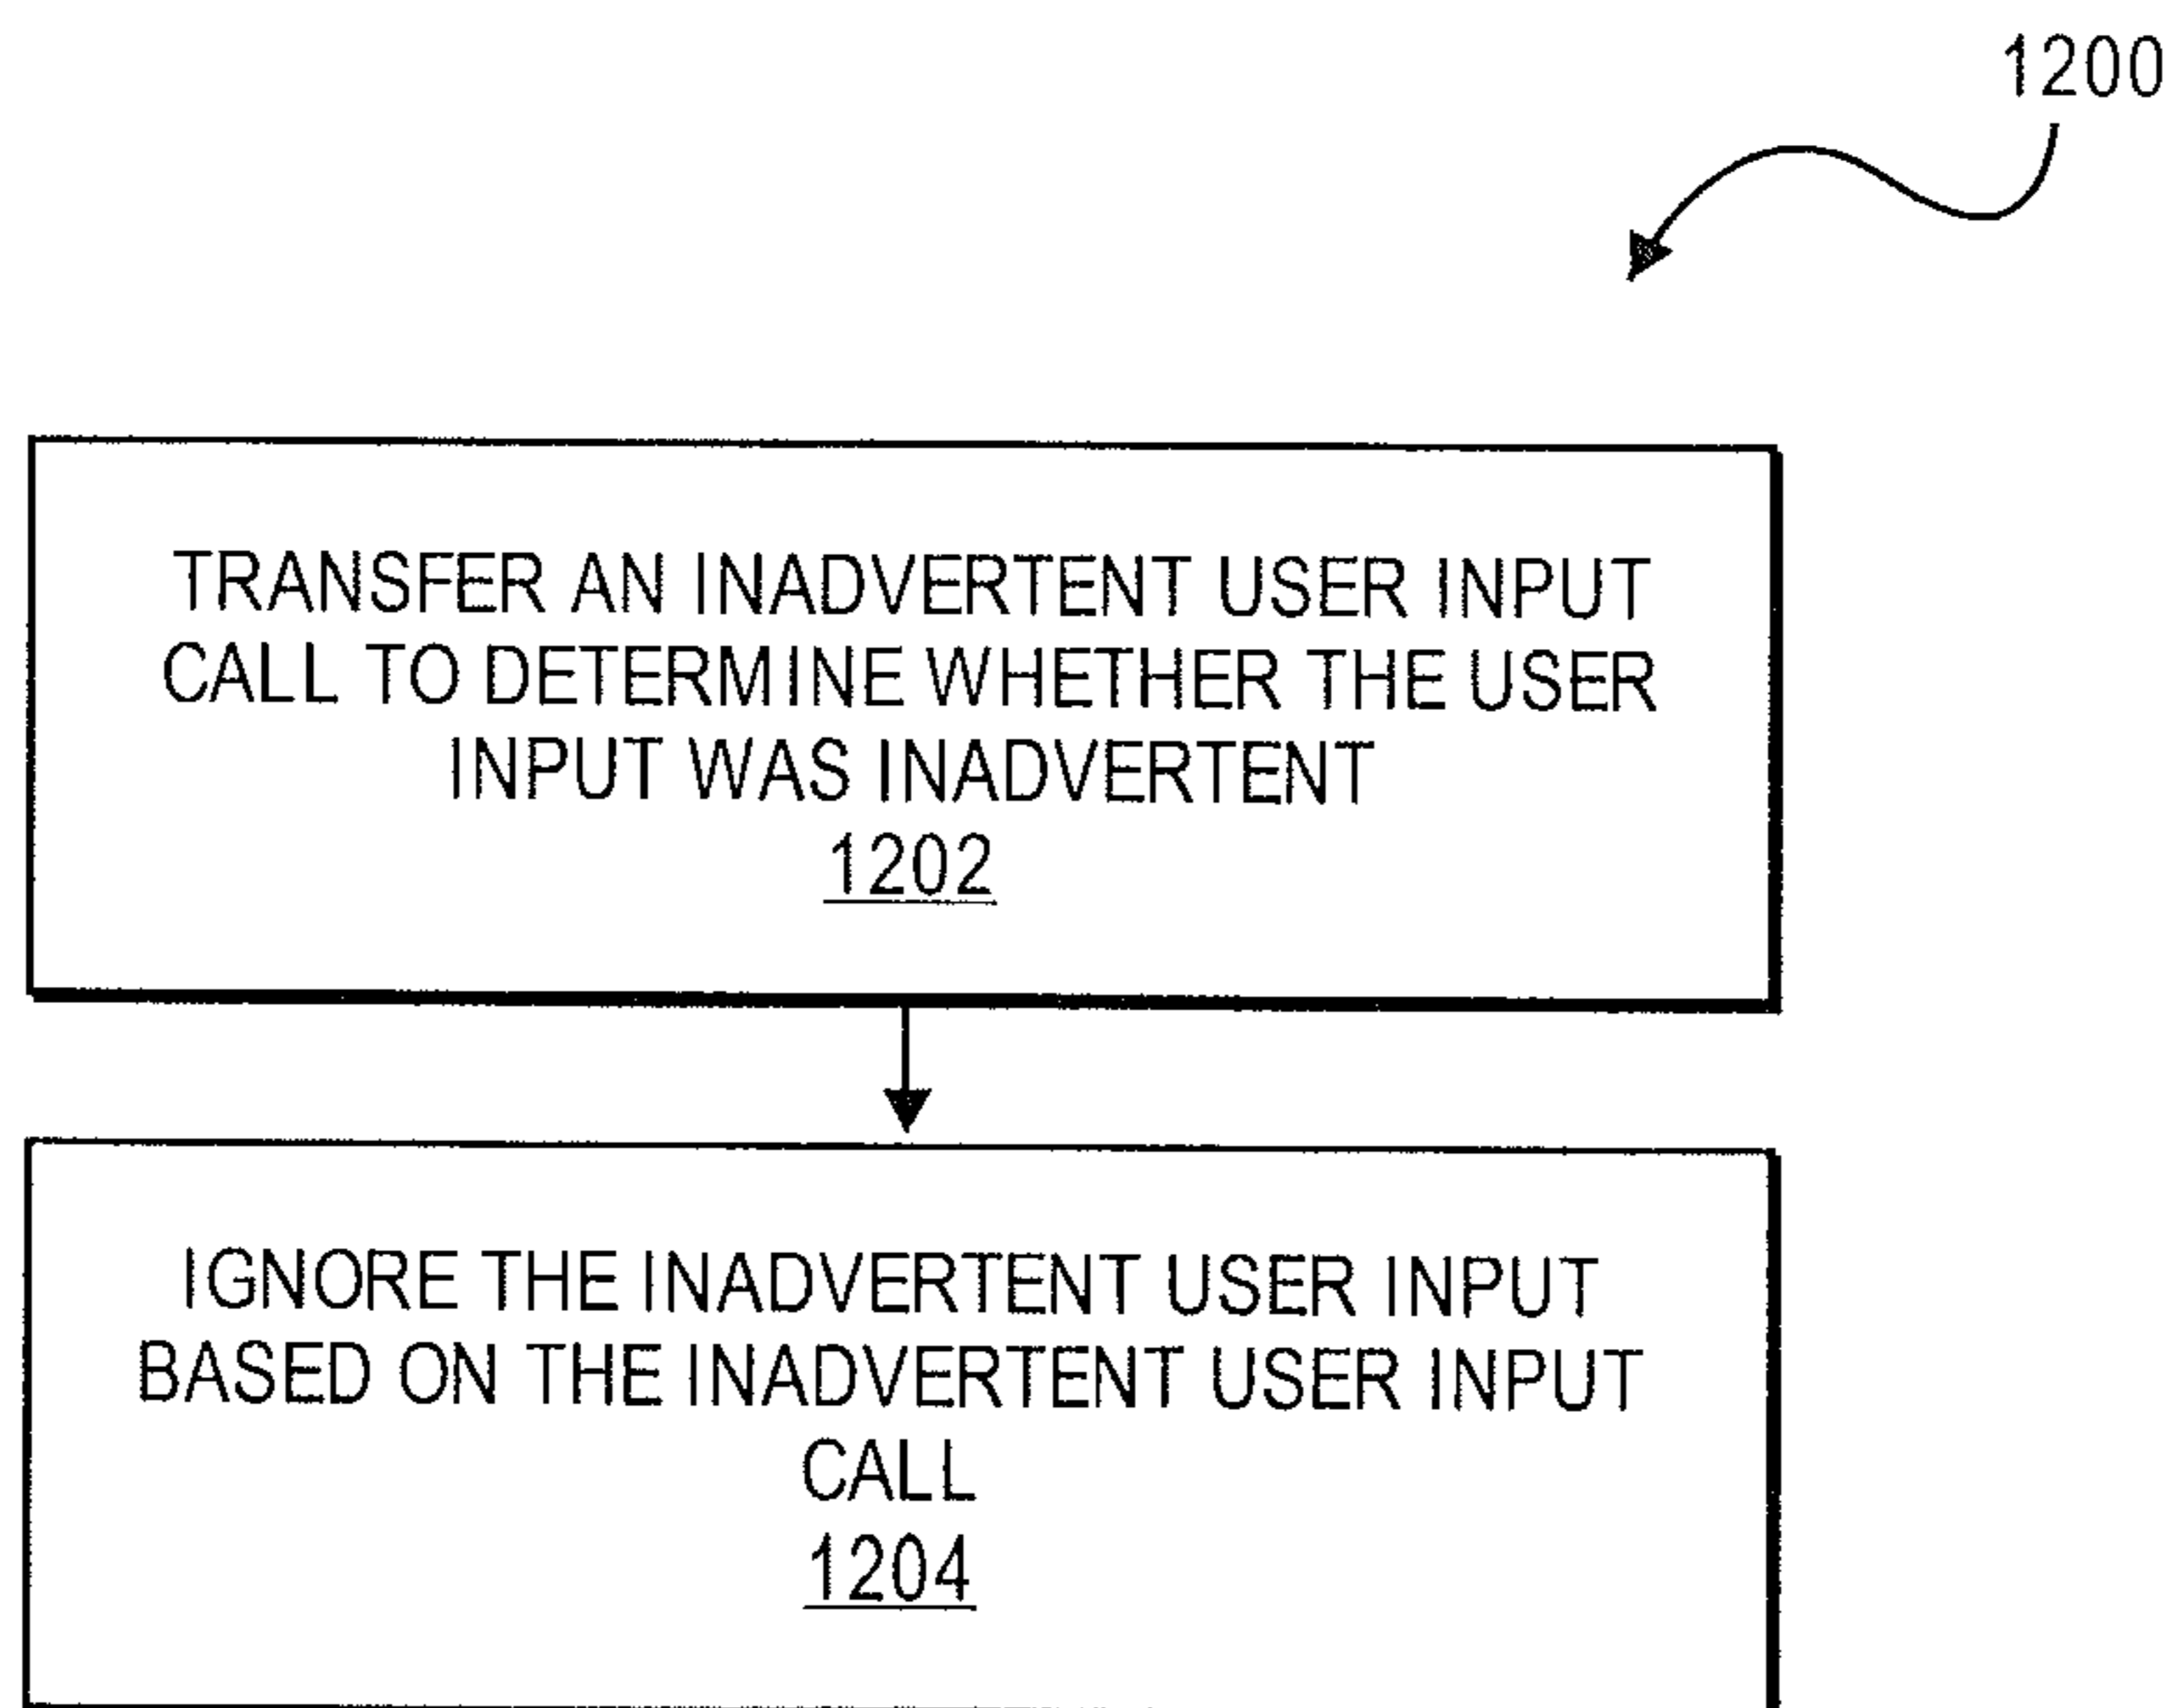 1200
TRANSFER AN INADVERTENT USER INPUT
CALL TO DETERMINE WHETHER THE USER
INPUT WAS INADVERTENT
1202
IGNORE THE INADVERTENT USER INPUT
BASED ON THE INADVERTENT USER INPUT
CALL
1204